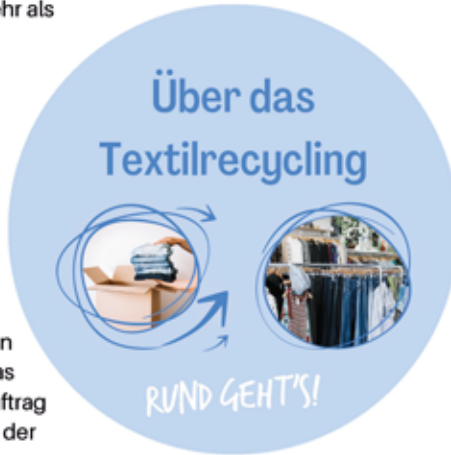 hr als
Über das
Textilrecycling
n
as
ftrag
der
RUND GEHT'S!